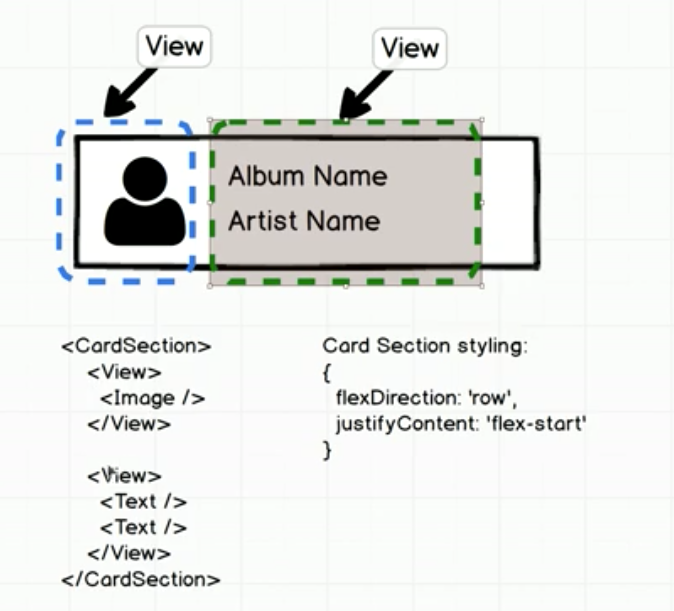 View
View
Album Name
Artist Name
<CardSection>
<View>
<Image />
</View>
<View>
<Text />
<Text />
</View>
</CardSection>
Card Section styling:
{
flexDirection: 'row',
justifyContent: 'flex-start'
}